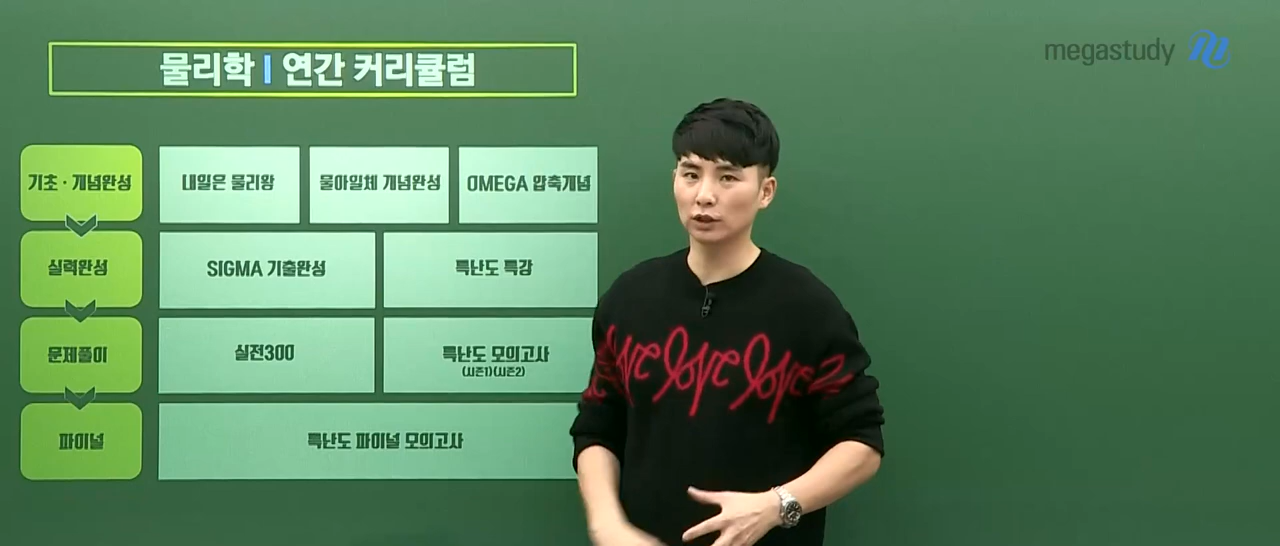 megastudy
물리학 I 연간 커리큘럼
기초 · 개념완성
내일은 물리왕
물아일체 개념완성
OMEGA 압축개념
실력완성
SIGMA 기출완성
특난도 특강
문제풀이
실전300
특난도 모의고사
(시즌1)(시즌2)
파이널
특난도 파이널 모의고사
love love love